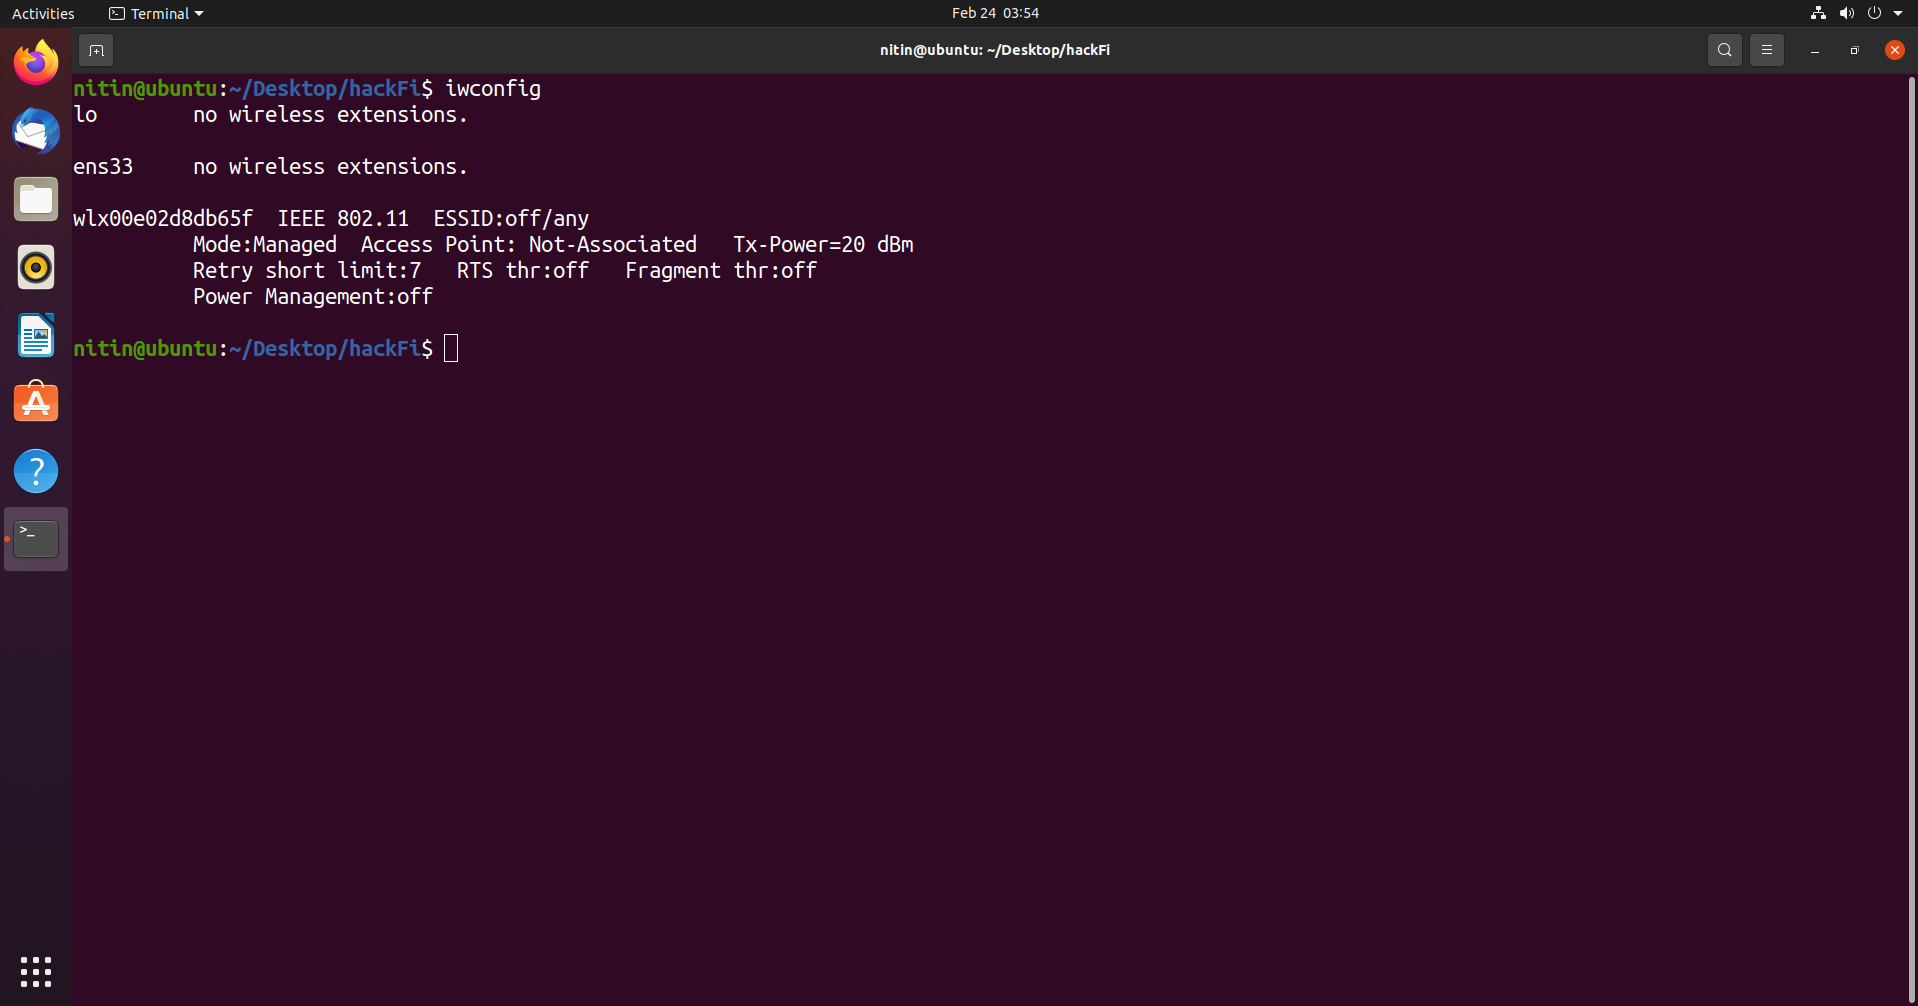 Activities Terminal Feb 24 03:54
nitin@ubuntu: ~/Desktop/hackFi
nitin@ubuntu:~/Desktop/hackFi$ iwconfig
lo        no wireless extensions.
ens33     no wireless extensions.
wlx00e02d8db65f  IEEE 802.11  ESSID:off/any
Mode:Managed  Access Point: Not-Associated   Tx-Power=20 dBm
Retry short limit:7   RTS thr:off   Fragment thr:off
Power Management:off
nitin@ubuntu:~/Desktop/hackFi$